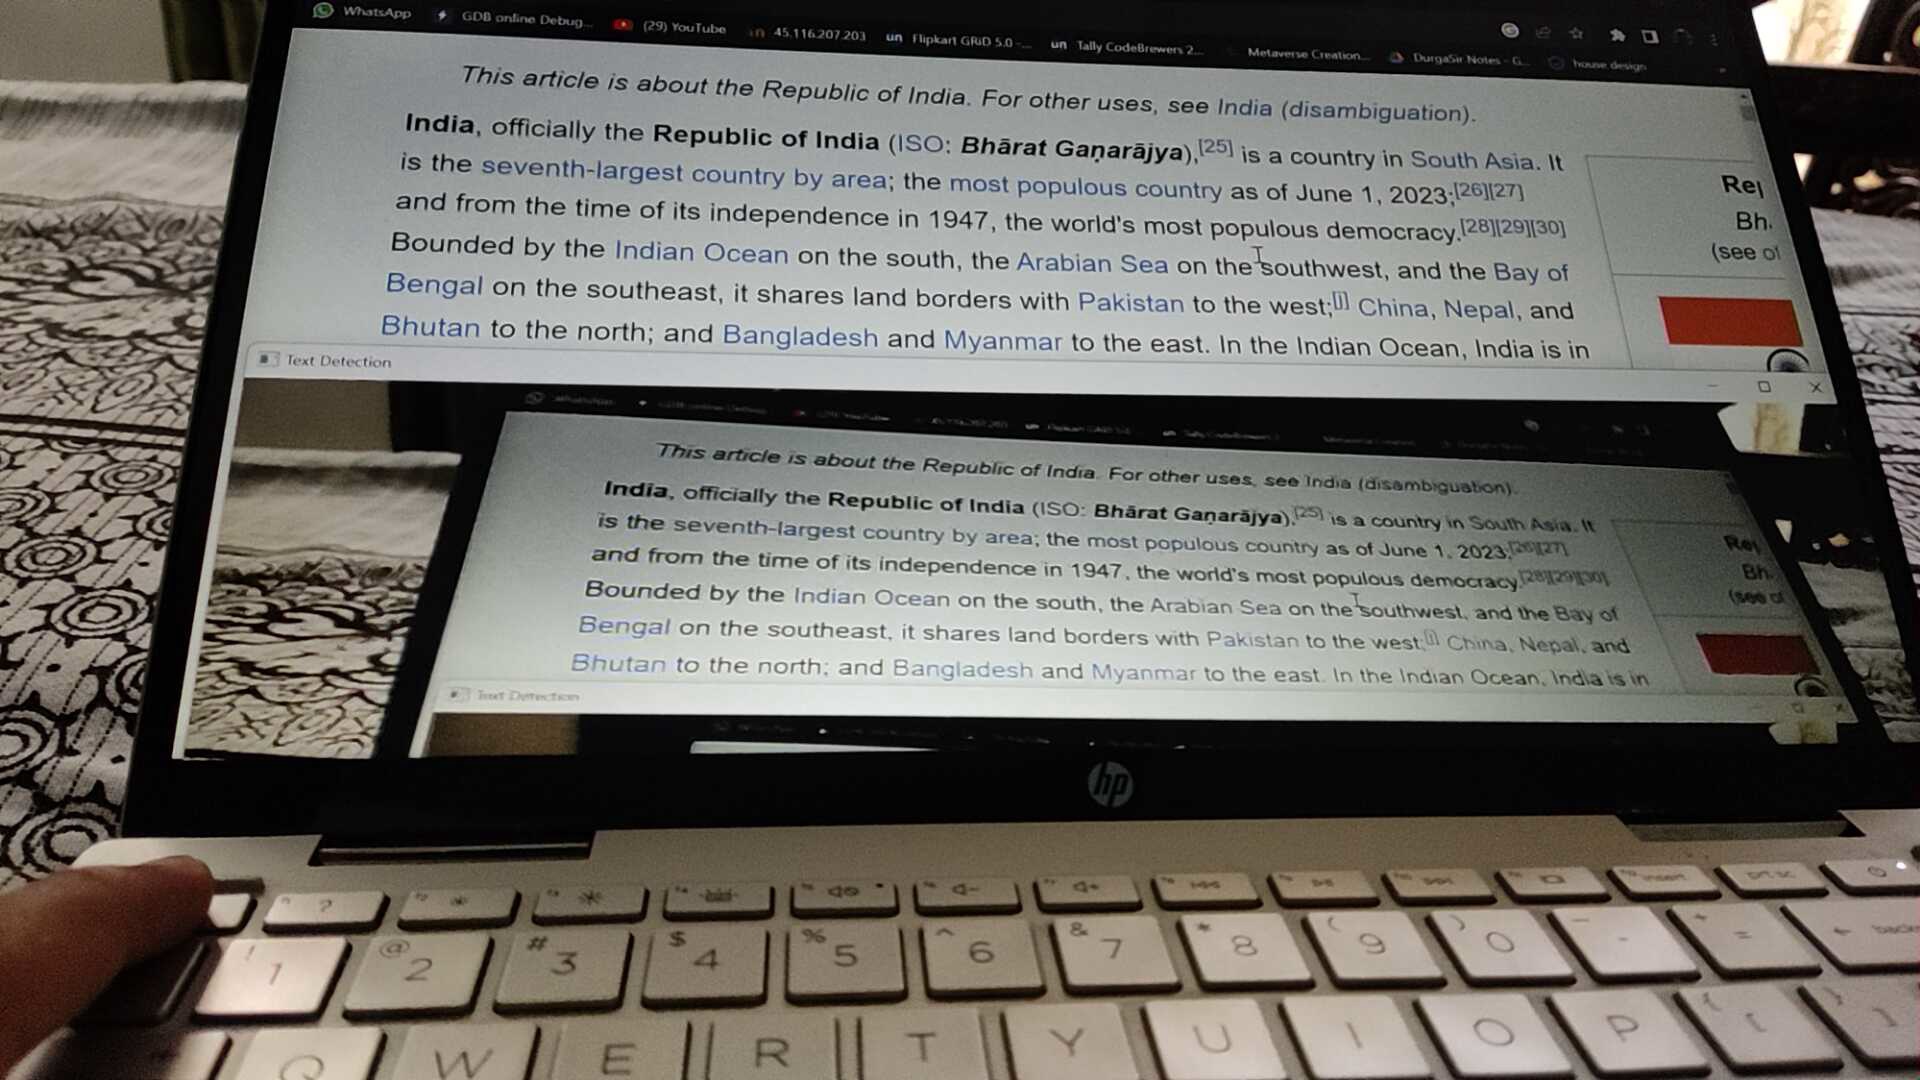 WhatsApp GDB online Debug... (29) YouTube 45.116.207.203 Flipkart GRiD 5.0 -... Tally CodeBrewers 2... Metaverse Creation... DurgaSir Notes - G... house design
This article is about the Republic of India. For other uses, see India (disambiguation).
India, officially the Republic of India (ISO: Bhārat Gaṇarājya),[25] is a country in South Asia. It
is the seventh-largest country by area; the most populous country as of June 1, 2023;[26][27]
and from the time of its independence in 1947, the world's most populous democracy.[28][29][30]
Bounded by the Indian Ocean on the south, the Arabian Sea on the southwest, and the Bay of
Bengal on the southeast, it shares land borders with Pakistan to the west;[j] China, Nepal, and
Bhutan to the north; and Bangladesh and Myanmar to the east. In the Indian Ocean, India is in
Rep
Bh.
(see of
Text Detection
This article is about the Republic of India. For other uses, see India (disambiguation).
India, officially the Republic of India (ISO: Bhārat Gaṇarājya),[25] is a country in South Asia. It
is the seventh-largest country by area; the most populous country as of June 1, 2023;[26][27]
and from the time of its independence in 1947, the world's most populous democracy.[28][29][30]
Bounded by the Indian Ocean on the south, the Arabian Sea on the southwest, and the Bay of
Bengal on the southeast, it shares land borders with Pakistan to the west;[j] China, Nepal, and
Bhutan to the north; and Bangladesh and Myanmar to the east. In the Indian Ocean, India is in
Rep
Bh.
(see of
Text Detection
hp
insert prt sc
! 1 @ 2 # 3 $ 4 % 5 ^ 6 & 7 * 8 ( 9 ) 0 - + =
Q W E R T Y U I O P { [ } ]